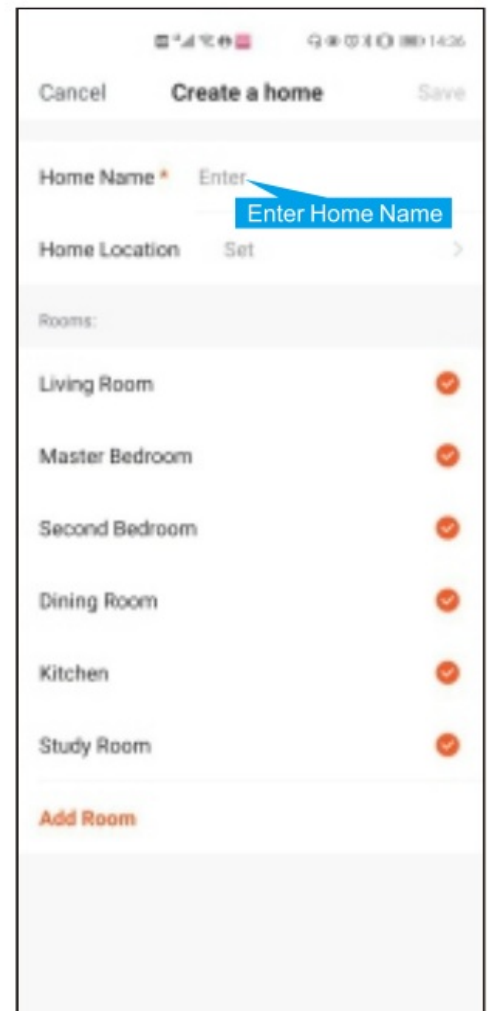 14:36
Cancel Create a home Save
Home Name * Enter
Enter Home Name
Home Location Set >
Rooms:
Living Room
Master Bedroom
Second Bedroom
Dining Room
Kitchen
Study Room
Add Room